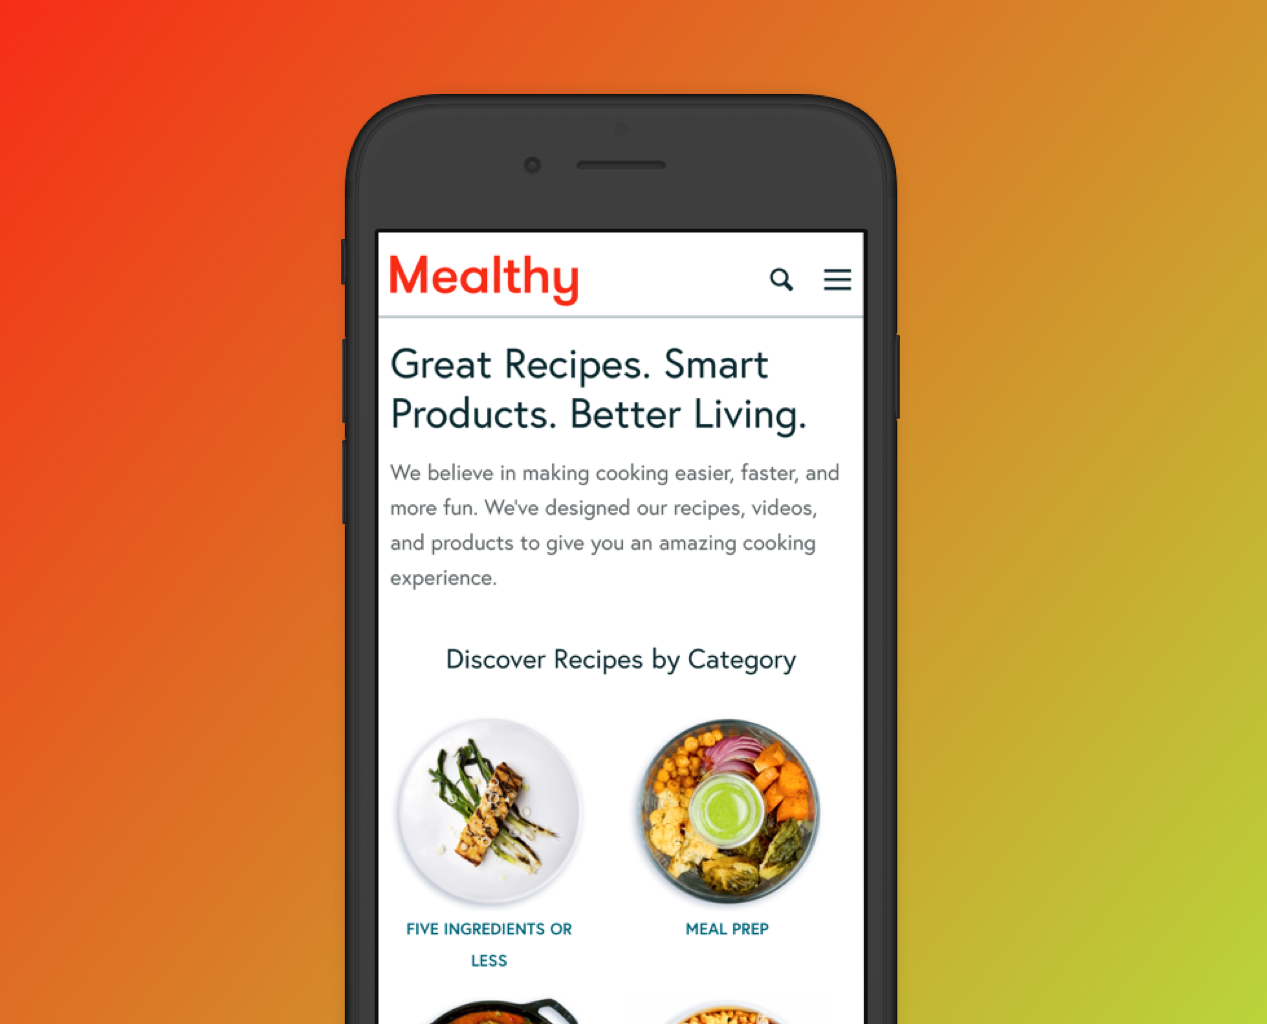 Mealthy
Great Recipes. Smart
Products. Better Living.
We believe in making cooking easier, faster, and
more fun. We've designed our recipes, videos,
and products to give you an amazing cooking
experience.
Discover Recipes by Category
FIVE INGREDIENTS OR
LESS
MEAL PREP